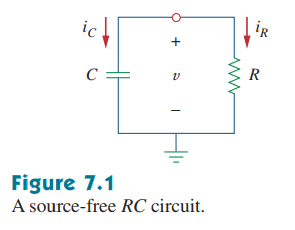 i_C
i_R
+
C
v
R
−
Figure 7.1
A source-free RC circuit.